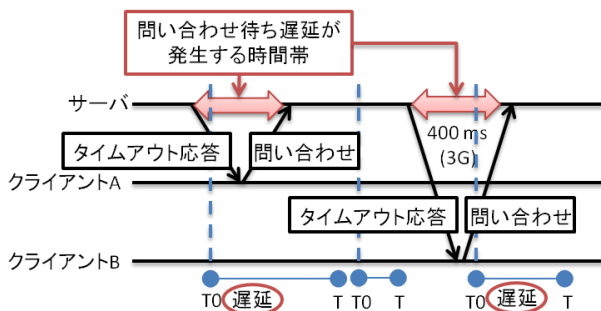 問い合わせ待ち遅延が
発生する時間帯
サーバ
400 ms
(3G)
タイムアウト応答
問い合わせ
クライアントA
タイムアウト応答
問い合わせ
クライアントB
T0 遅延 T T0 T T0 遅延 T